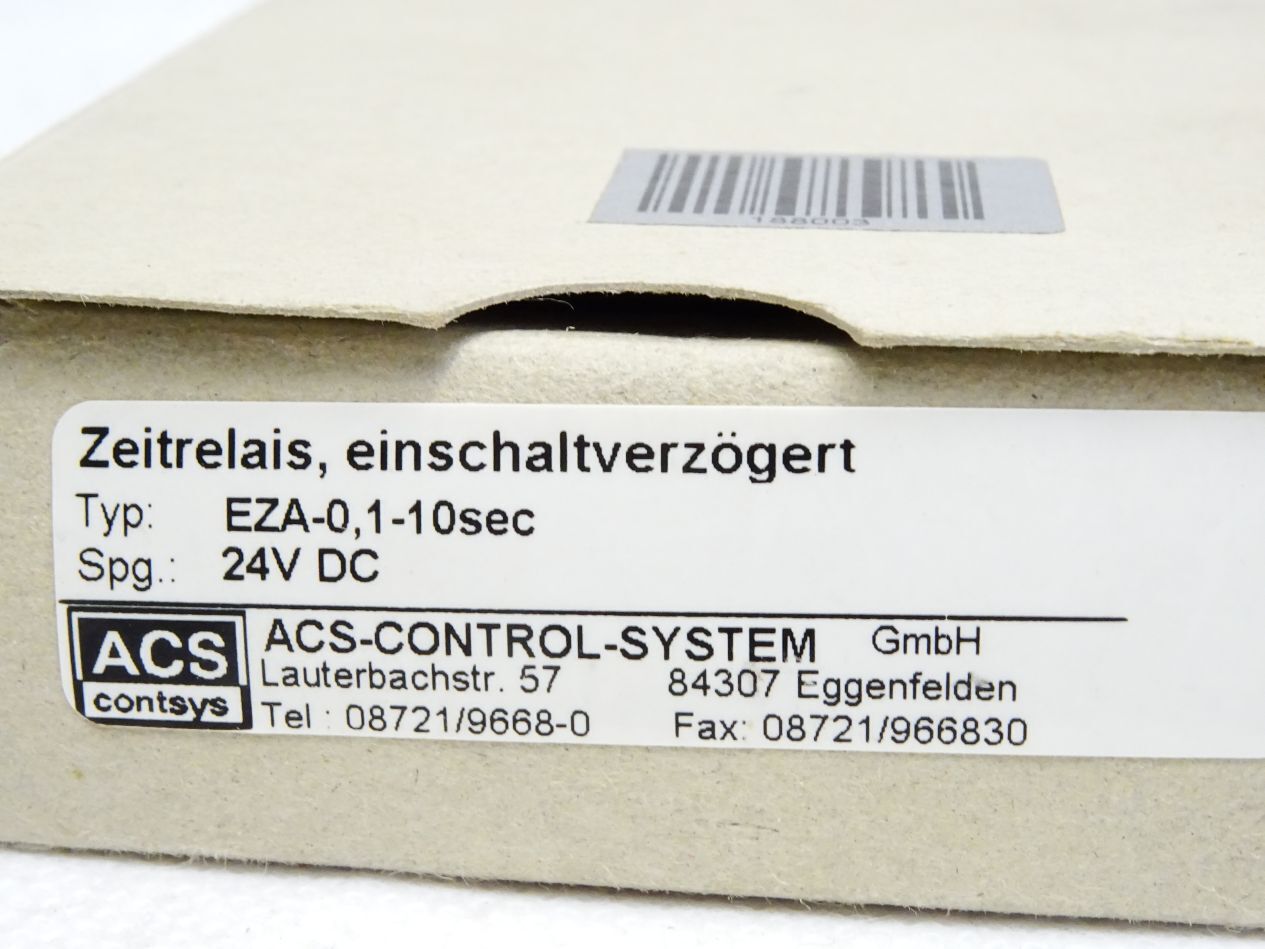 188003
Zeitrelais, einschaltverzögert
Typ: EZA-0,1-10sec
Spg.: 24V DC
ACS
contsys
ACS-CONTROL-SYSTEM GmbH
Lauterbachstr. 57 84307 Eggenfelden
Tel : 08721/9668-0 Fax: 08721/966830